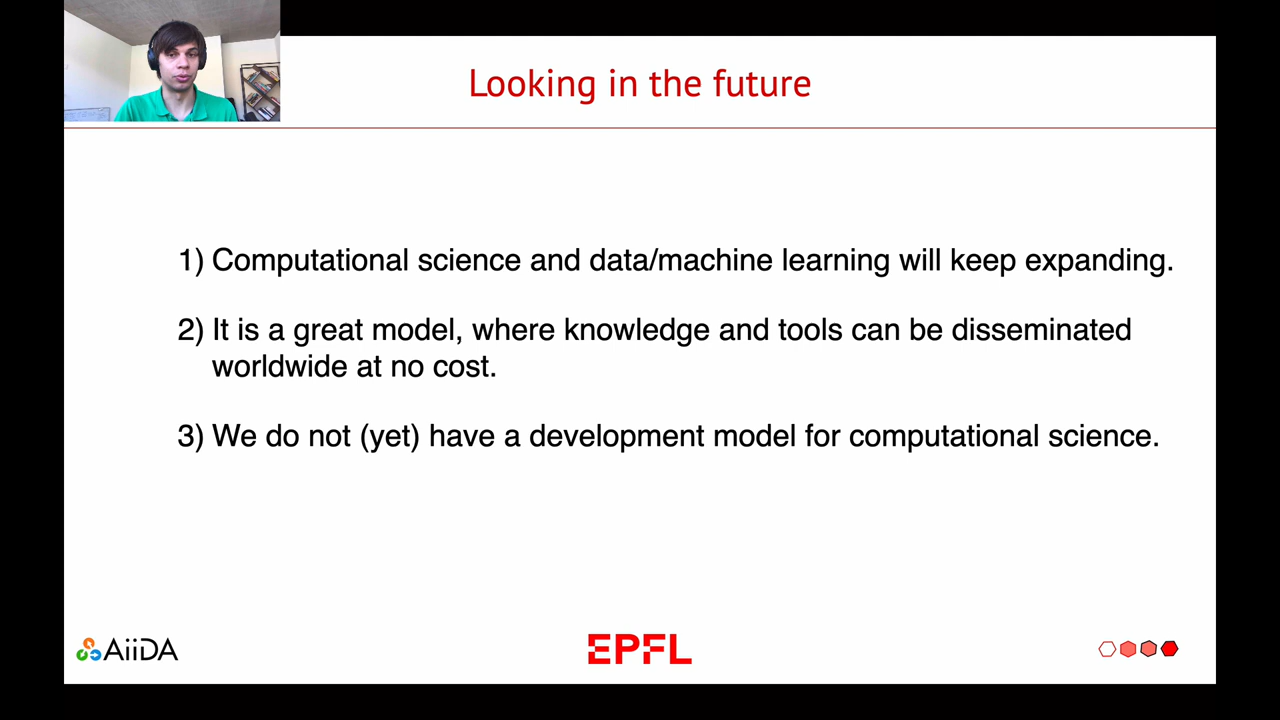 Looking in the future
1) Computational science and data/machine learning will keep expanding.
2) It is a great model, where knowledge and tools can be disseminated
worldwide at no cost.
3) We do not (yet) have a development model for computational science.
AiiDA
EPFL